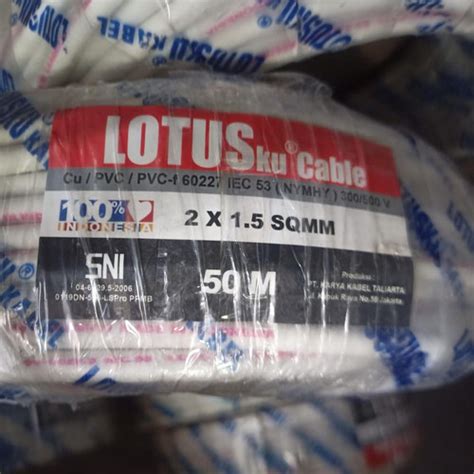 LOTUSKU KABEL
LOTUSku® Cable
Cu / PVC / PVC-f 60227 IEC 53 ( NYMHY ) 300/500 V
100%
INDONESIA
2 X 1.5 SQMM
SNI
50 M
Produksi :
PT. KARYA KABEL TALIARTA
Jakarta